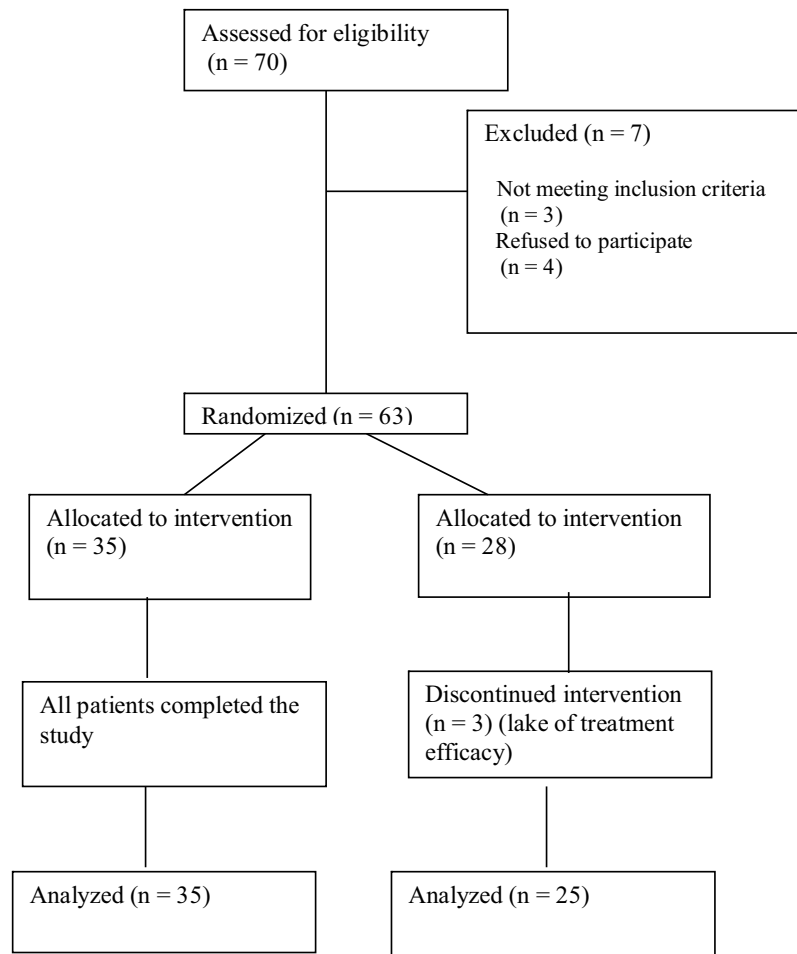 Assessed for eligibility
(n = 70)
Excluded (n = 7)
Not meeting inclusion criteria
(n = 3)
Refused to participate
(n = 4)
Randomized (n = 63)
Allocated to intervention
(n = 35)
Allocated to intervention
(n = 28)
All patients completed the
study
Discontinued intervention
(n = 3) (lake of treatment
efficacy)
Analyzed (n = 35)
Analyzed (n = 25)